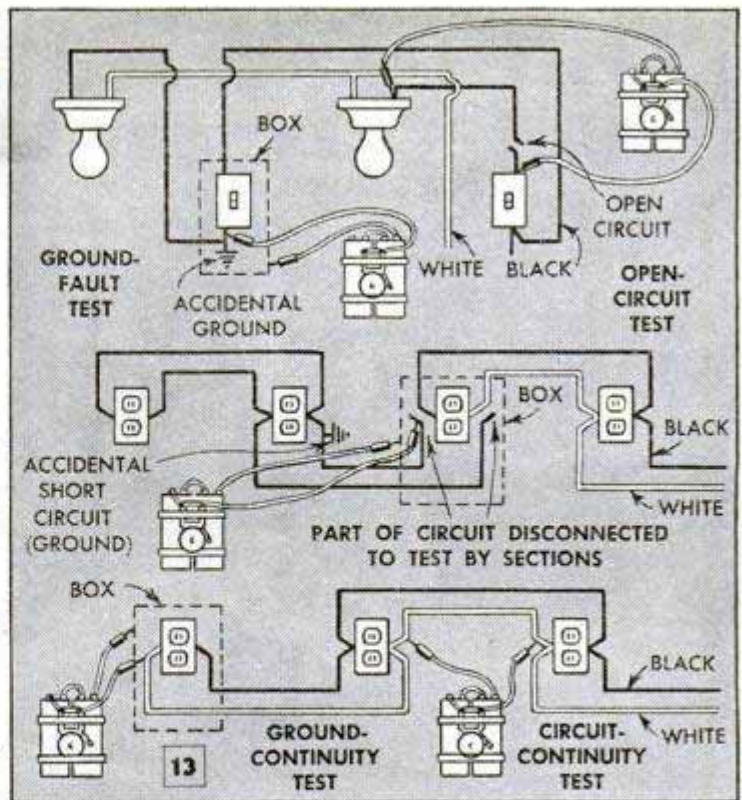 BOX
GROUND-
FAULT
TEST
ACCIDENTAL
GROUND
WHITE
BLACK
OPEN
CIRCUIT
OPEN-
CIRCUIT
TEST
ACCIDENTAL
SHORT
CIRCUIT
(GROUND)
BOX
BLACK
WHITE
PART OF CIRCUIT DISCONNECTED
TO TEST BY SECTIONS
BOX
BLACK
WHITE
GROUND-
CONTINUITY
TEST
CIRCUIT-
CONTINUITY
TEST
13